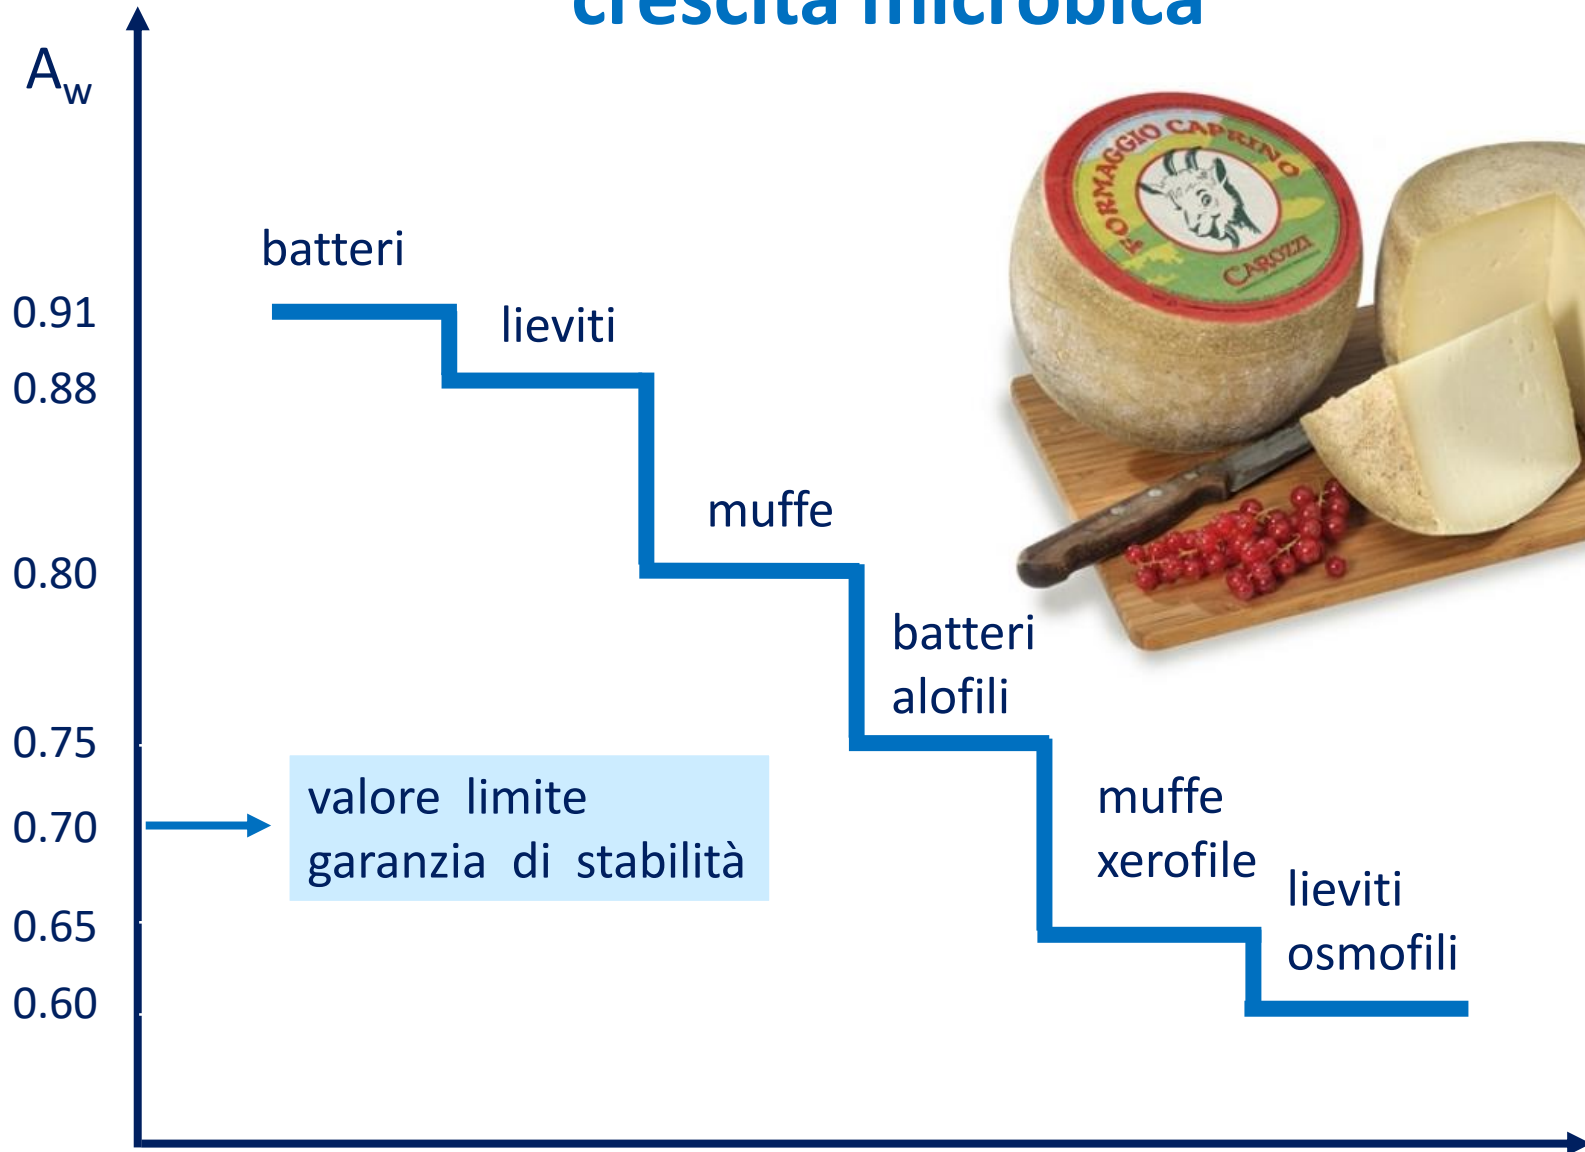 crescita microbica
Aw
batteri
0.91
lieviti
0.88
muffe
0.80
batteri
alofili
0.75
valore limite
garanzia di stabilità
0.70
muffe
xerofile
0.65
lieviti
osmofili
0.60
FORMAGGIO CAPRINO
CAROZZI